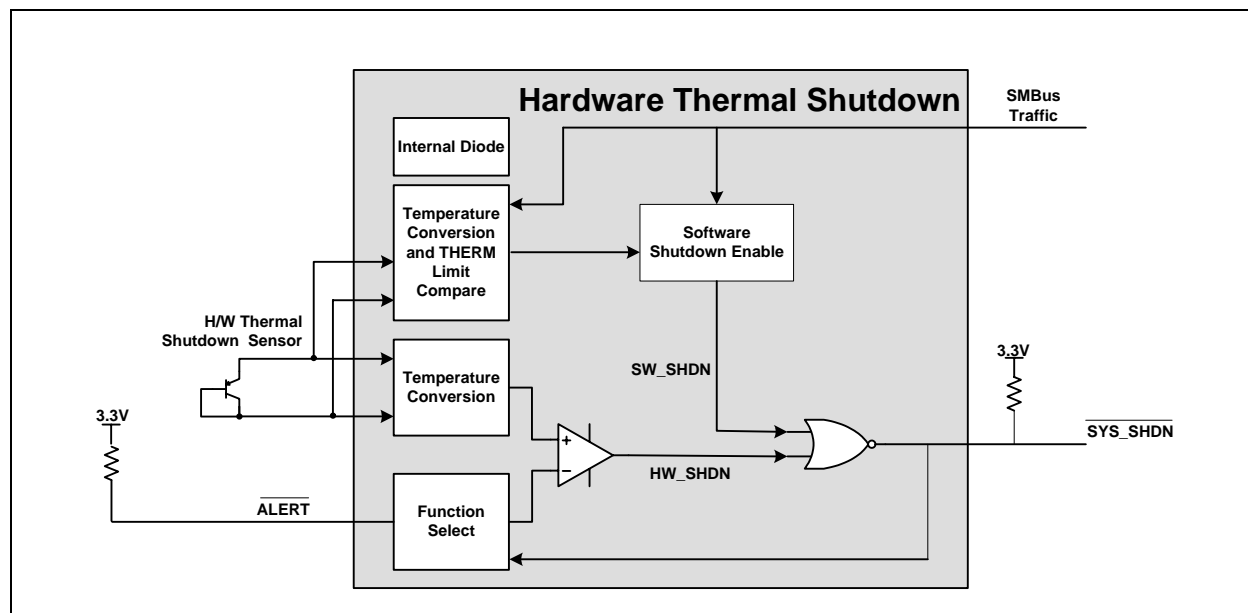 Hardware Thermal Shutdown
SMBus
Traffic
Internal Diode
Temperature
Conversion
and THERM
Limit
Compare
Software
Shutdown Enable
H/W Thermal
Shutdown Sensor
Temperature
Conversion
SW_SHDN
3.3V
3.3V
+
−
HW_SHDN
SYS_SHDN
ALERT
Function
Select